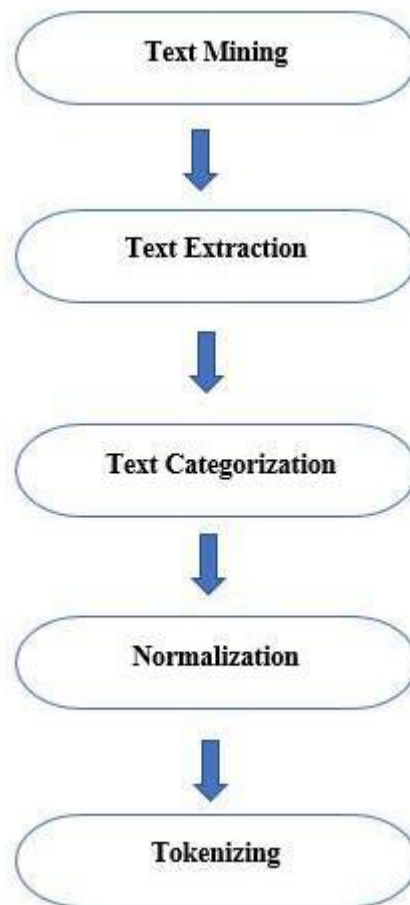 Text Mining
Text Extraction
Text Categorization
Normalization
Tokenizing